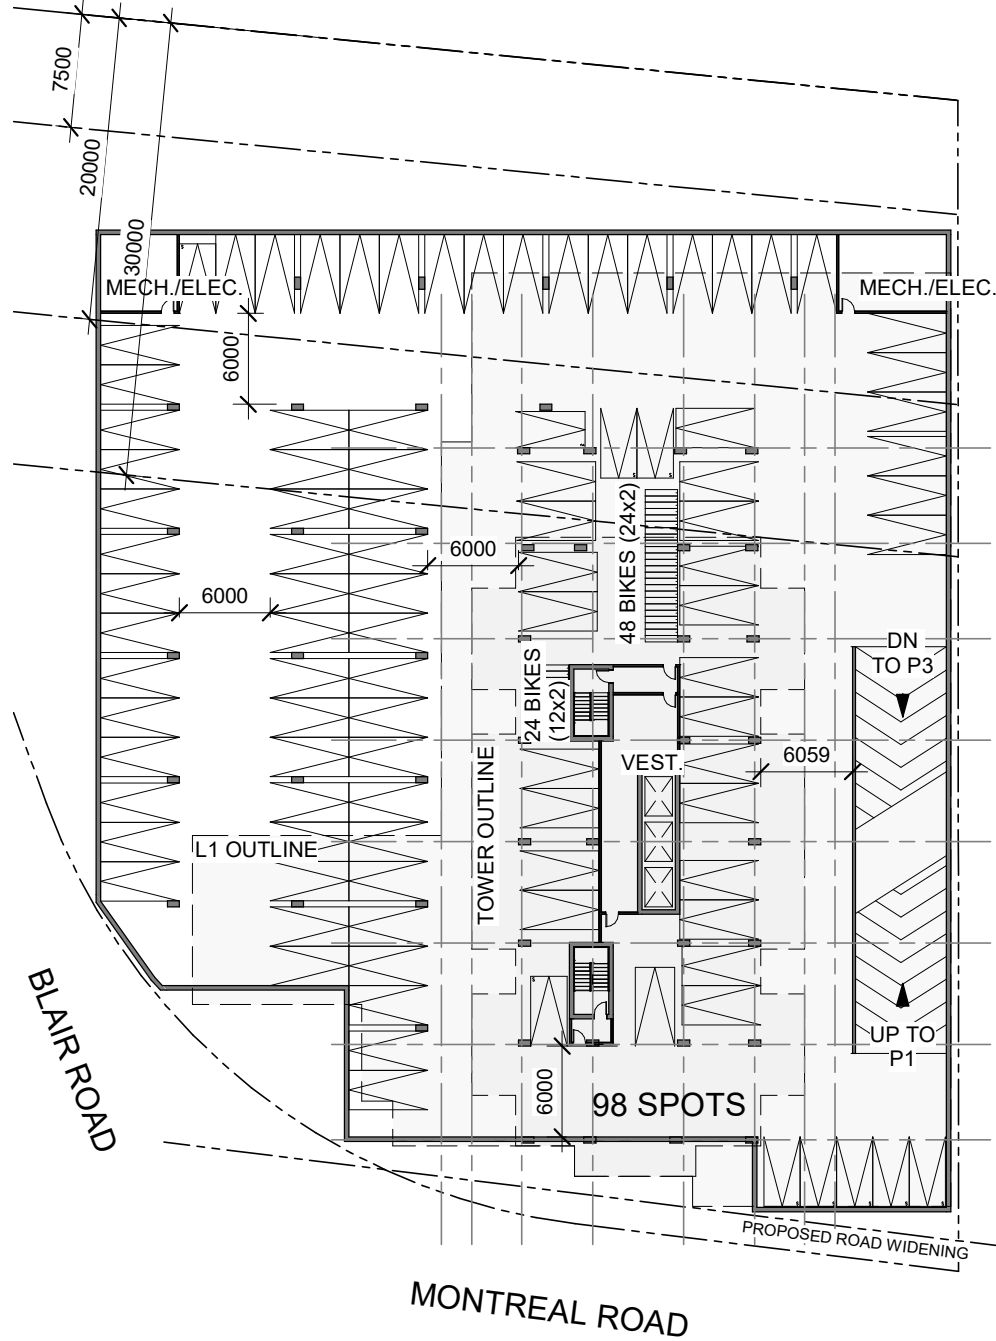 7500
20000
30000
MECH./ELEC.
MECH./ELEC.
6000
6000
6000
48 BIKES (24x2)
24 BIKES
(12x2)
DN
TO P3
VEST.
6059
TOWER OUTLINE
L1 OUTLINE
UP TO
P1
6000
98 SPOTS
BLAIR ROAD
PROPOSED ROAD WIDENING
MONTREAL ROAD